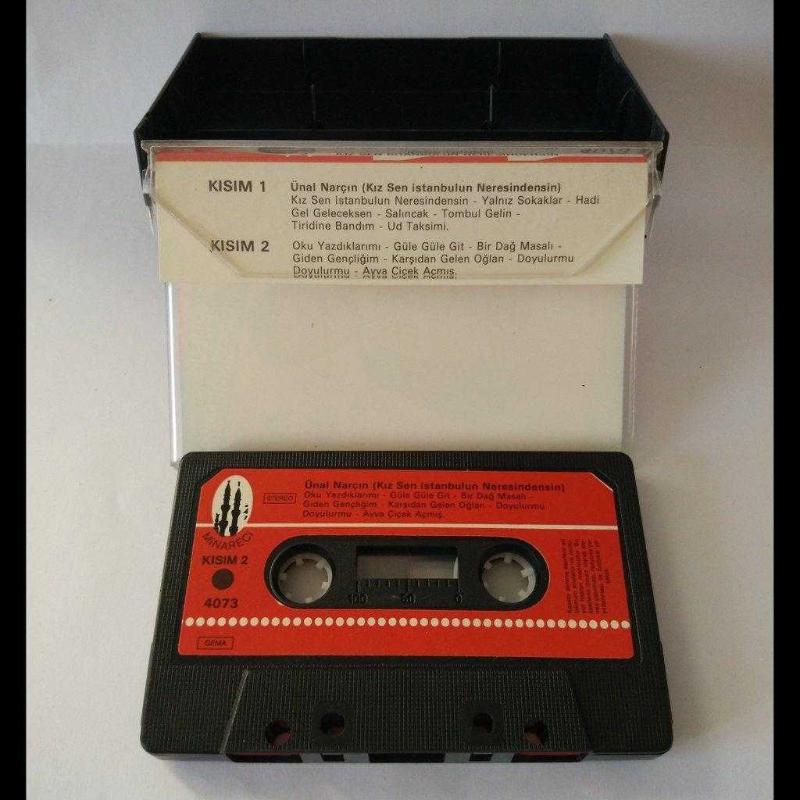 KISIM 1
Ünal Narçın (Kız Sen istanbulun Neresindensin)
Kız Sen Istanbulun Neresindensin - Yalnız Sokaklar - Hadi
Gel Geleceksen - Salıncak - Tombul Gelin -
Tiridine Bandım - Ud Taksimi.
KISIM 2
Oku Yazdıklarımı - Güle Güle Git - Bir Dağ Masalı -
Giden Gençliğim - Karşıdan Gelen Oğlan - Doyulurmu
Doyulurmu - Ayva Çiçek Açmış.
Ünal Narçın (Kız Sen istanbulun Neresindensin)
STEREO
Oku Yazdıklarımı - Güle Güle Git - Bir Dağ Masalı -
Giden Gençliğim - Karşıdan Gelen Oğlan - Doyulurmu
Doyulurmu - Ayva Çiçek Açmış.
MİNARECİ
KISIM 2
4073
100 50 0
GEMA